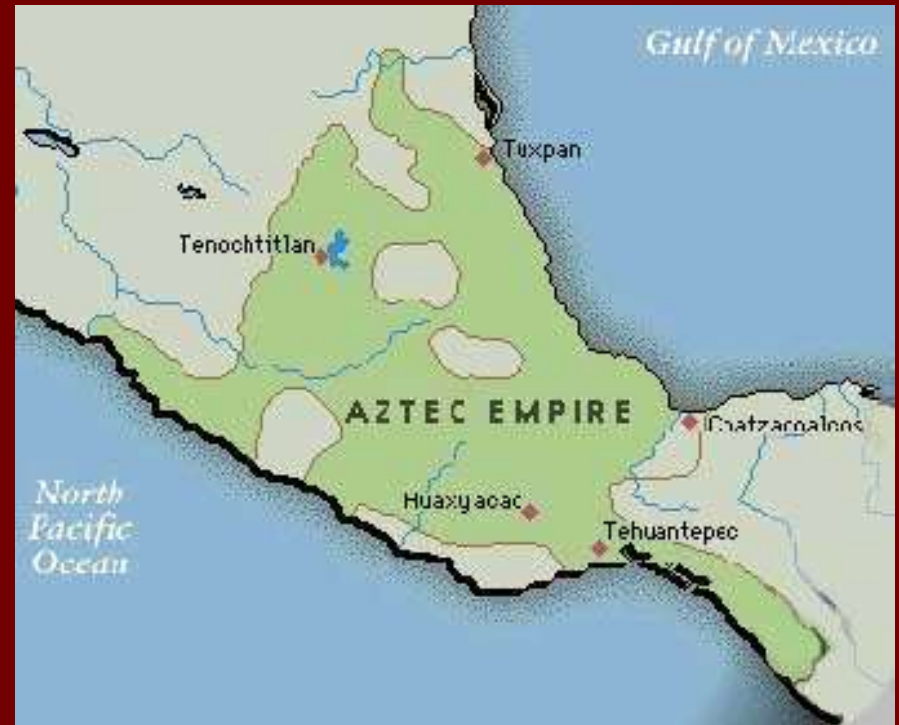 Gulf of Mexico
Tuxpan
Tenochtitlan
AZTEC EMPIRE
Coatzacoalcos
North
Pacific
Ocean
Huaxyacac
Tehuantepec